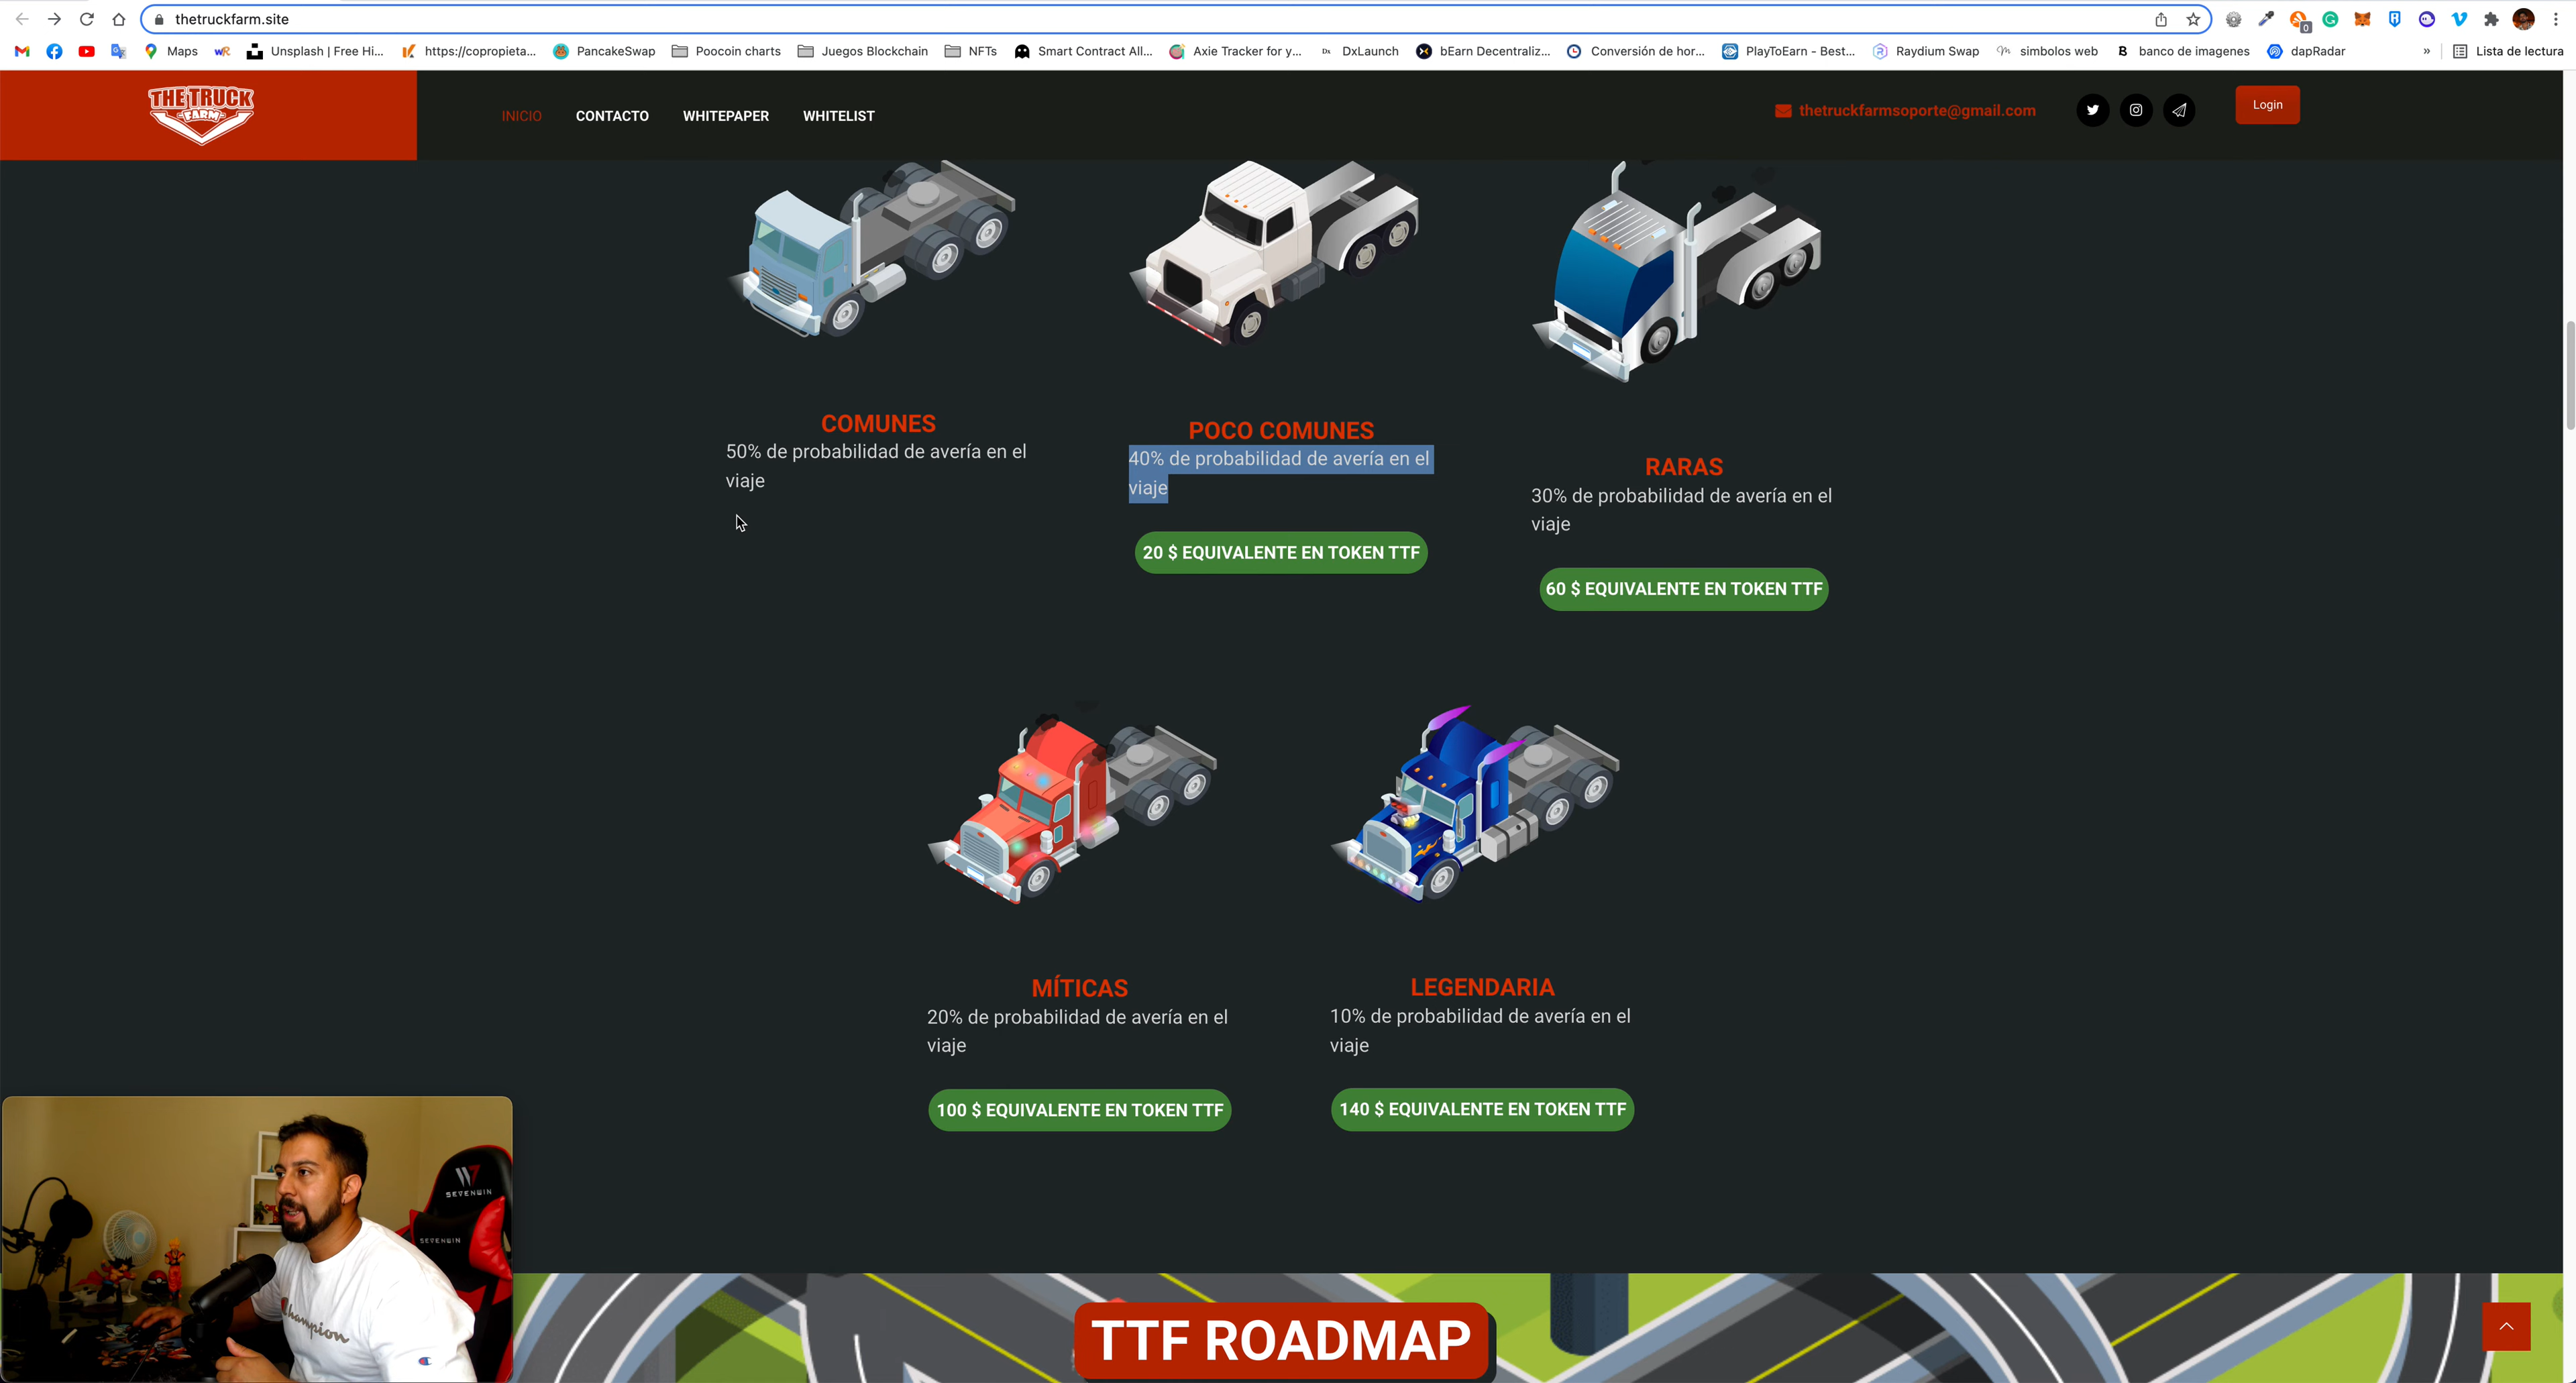 thetruckfarm.site
0
Maps
Unsplash | Free Hi...
https://copropieta...
PancakeSwap
Poocoin charts
Juegos Blockchain
NFTs
Smart Contract All...
Axie Tracker for y...
DxLaunch
bEarn Decentraliz...
Conversión de hor...
PlayToEarn - Best...
Raydium Swap
simbolos web
banco de imagenes
dapRadar
»
Lista de lectura
THE TRUCK
FARM
INICIO
CONTACTO
WHITEPAPER
WHITELIST
thetruckfarmsoporte@gmail.com
Login
COMUNES
50% de probabilidad de avería en el
viaje
POCO COMUNES
40% de probabilidad de avería en el
viaje
20 $ EQUIVALENTE EN TOKEN TTF
RARAS
30% de probabilidad de avería en el
viaje
60 $ EQUIVALENTE EN TOKEN TTF
MÍTICAS
20% de probabilidad de avería en el
viaje
100 $ EQUIVALENTE EN TOKEN TTF
LEGENDARIA
10% de probabilidad de avería en el
viaje
140 $ EQUIVALENTE EN TOKEN TTF
SEVENWIN
SEVENWIN
Champion
TTF ROADMAP